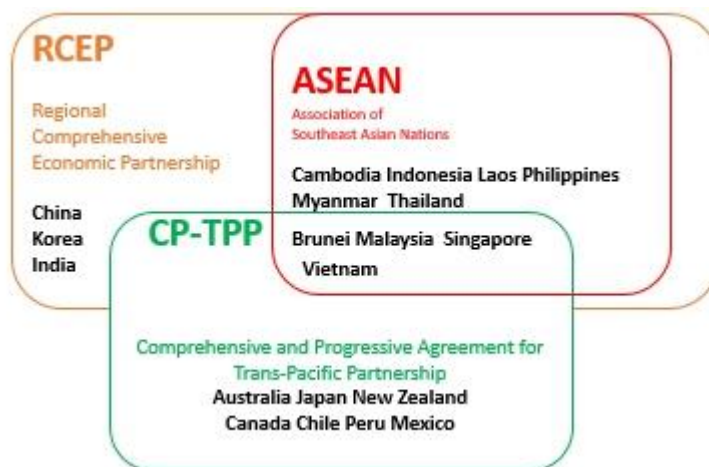 RCEP
Regional
Comprehensive
Economic Partnership
China
Korea
India
ASEAN
Association of
Southeast Asian Nations
Cambodia Indonesia Laos Philippines
Myanmar Thailand
Brunei Malaysia Singapore
Vietnam
CP-TPP
Comprehensive and Progressive Agreement for
Trans-Pacific Partnership
Australia Japan New Zealand
Canada Chile Peru Mexico